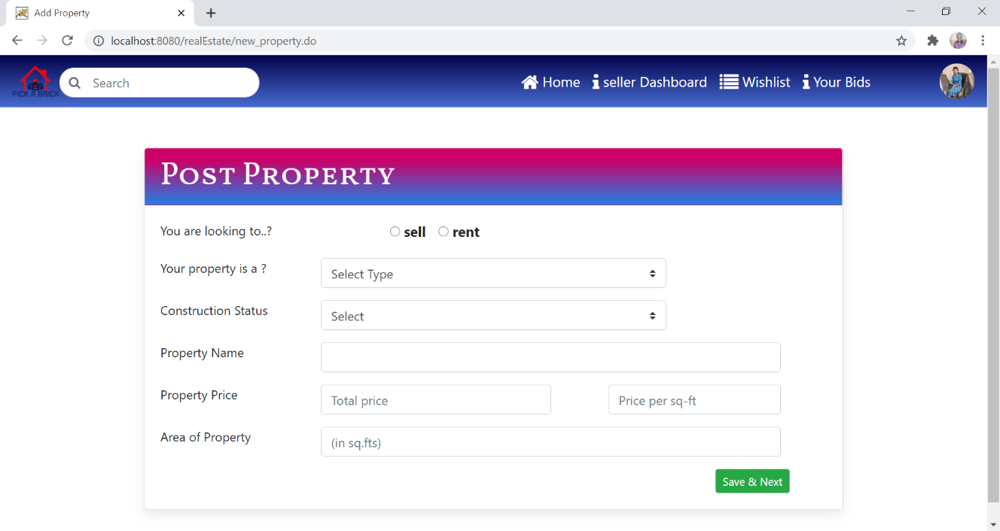 Add Property
localhost:8080/realEstate/new_property.do
PICK A BRICK
Search
Home
seller Dashboard
Wishlist
Your Bids
Post Property
You are looking to..?
sell
rent
Your property is a ?
Select Type
Construction Status
Select
Property Name
Property Price
Total price
Price per sq-ft
Area of Property
(in sq.fts)
Save & Next